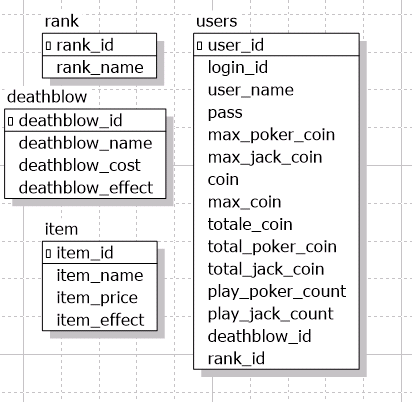 rank
rank_id
rank_name
deathblow
deathblow_id
deathblow_name
deathblow_cost
deathblow_effect
item
item_id
item_name
item_price
item_effect
users
user_id
login_id
user_name
pass
max_poker_coin
max_jack_coin
coin
max_coin
totale_coin
total_poker_coin
total_jack_coin
play_poker_count
play_jack_count
deathblow_id
rank_id